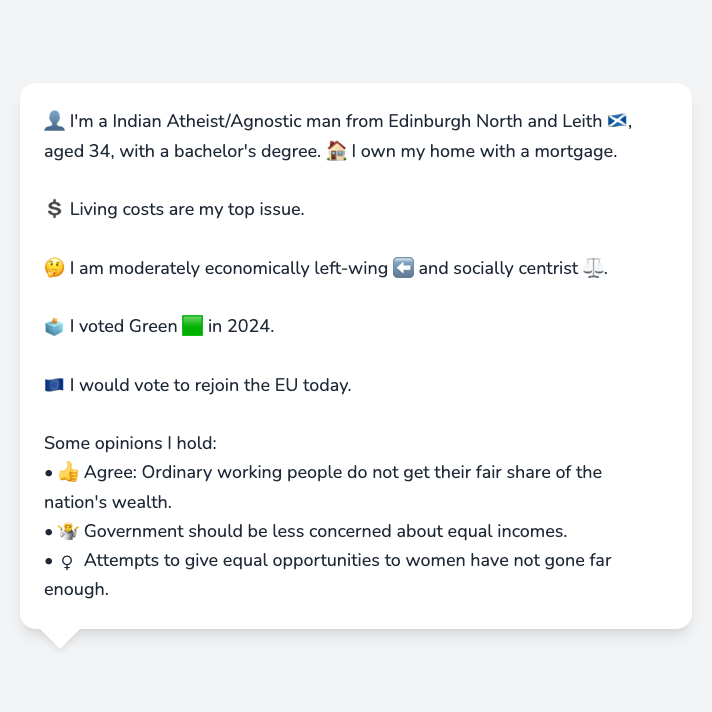 👤 I'm a Indian Atheist/Agnostic man from Edinburgh North and Leith 🏴󠁧󠁢󠁳󠁣󠁴󠁿,
aged 34, with a bachelor's degree. 🏠 I own my home with a mortgage.
💲 Living costs are my top issue.
🤔 I am moderately economically left-wing ⬅️ and socially centrist ⚖️.
🗳️ I voted Green 🟩 in 2024.
🇪🇺 I would vote to rejoin the EU today.
Some opinions I hold:
• 👍 Agree: Ordinary working people do not get their fair share of the
nation's wealth.
• 🤷 Government should be less concerned about equal incomes.
• ♀ Attempts to give equal opportunities to women have not gone far
enough.